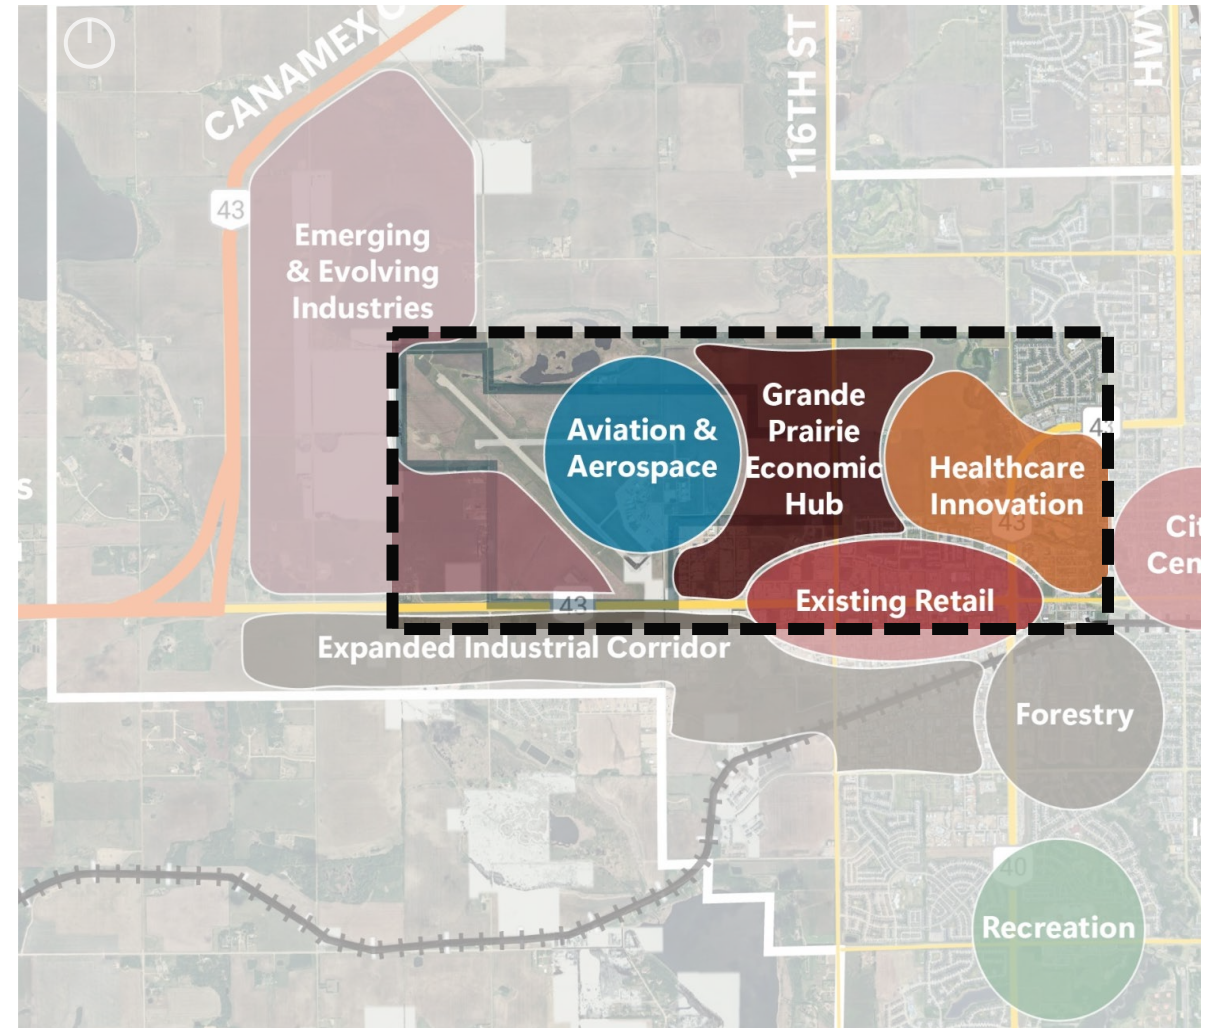 CANAMEX
116TH ST
HWY
43
Emerging
& Evolving
Industries
Grande
Prairie
Economic
Hub
Aviation &
Aerospace
43
Healthcare
Innovation
43
Existing Retail
43
Expanded Industrial Corridor
Forestry
40
Recreation